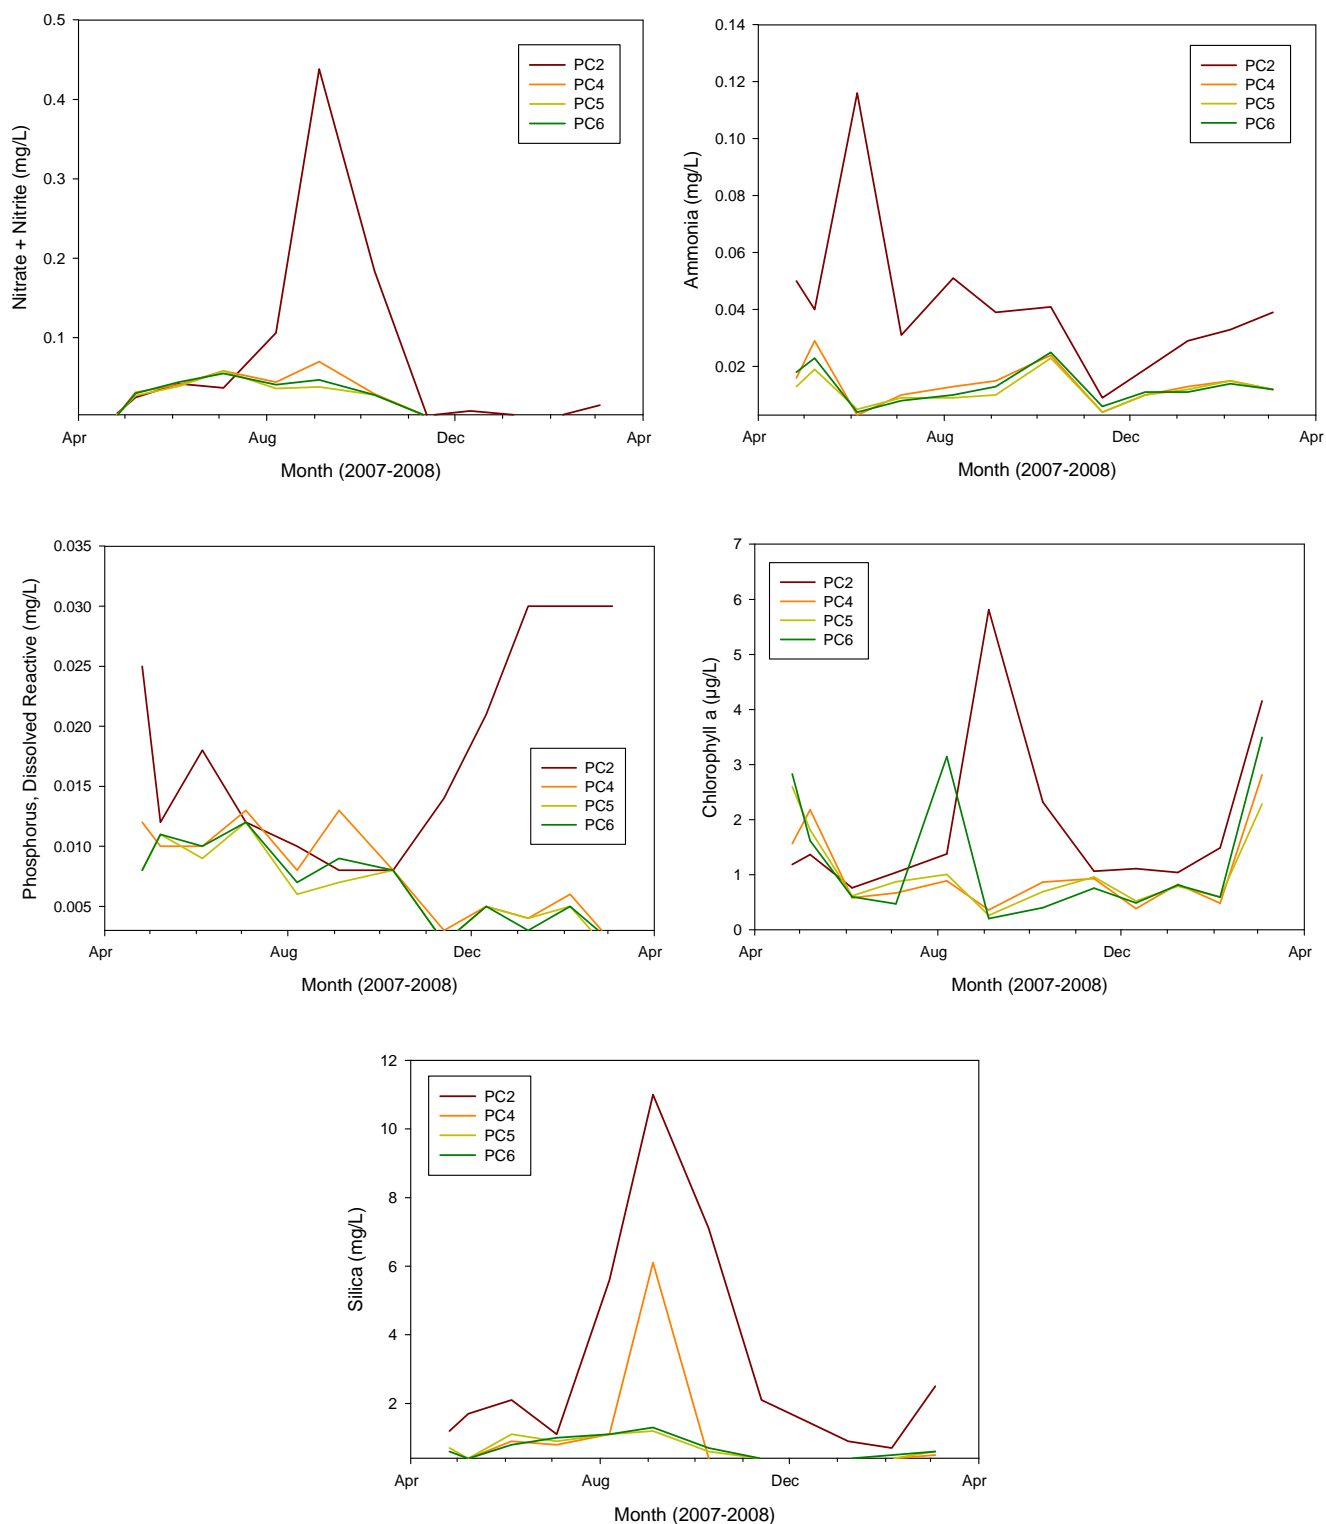 Nitrate + Nitrite (mg/L)
0.5
0.4
0.3
0.2
0.1
PC2
PC4
PC5
PC6
Apr Aug Dec Apr
Month (2007-2008)
Ammonia (mg/L)
0.14
0.12
0.10
0.08
0.06
0.04
0.02
PC2
PC4
PC5
PC6
Apr Aug Dec Apr
Month (2007-2008)
Phosphorus, Dissolved Reactive (mg/L)
0.035
0.030
0.025
0.020
0.015
0.010
0.005
PC2
PC4
PC5
PC6
Apr Aug Dec Apr
Month (2007-2008)
Chlorophyll a (µg/L)
7
6
5
4
3
2
1
0
PC2
PC4
PC5
PC6
Apr Aug Dec Apr
Month (2007-2008)
Silica (mg/L)
12
10
8
6
4
2
PC2
PC4
PC5
PC6
Apr Aug Dec Apr
Month (2007-2008)